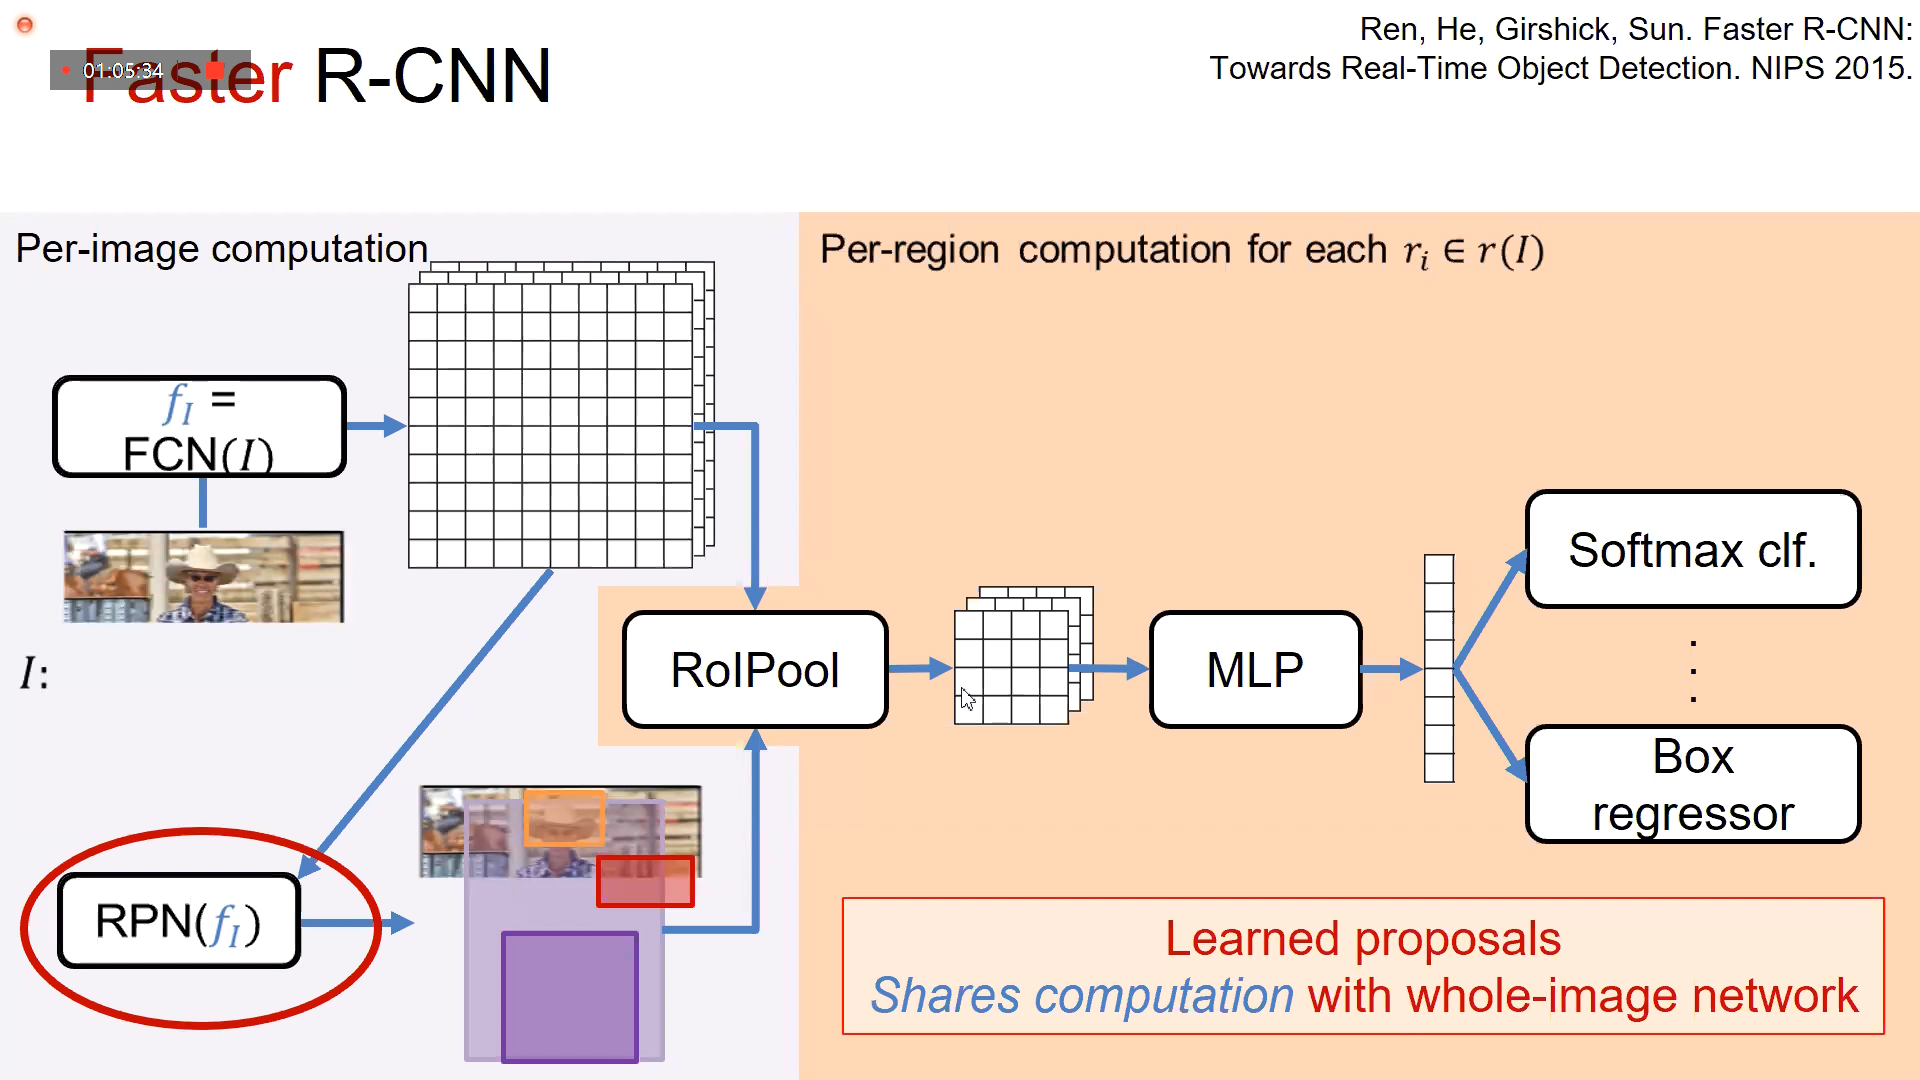 Ren, He, Girshick, Sun. Faster R-CNN:
Towards Real-Time Object Detection. NIPS 2015.
01:05:34
Faster R-CNN
Per-image computation
Per-region computation for each rᵢ ∈ r(I)
f_I =
FCN(I)
I:
RoIPool
MLP
Softmax clf.
Box
regressor
RPN(f_I)
Learned proposals
Shares computation with whole-image network